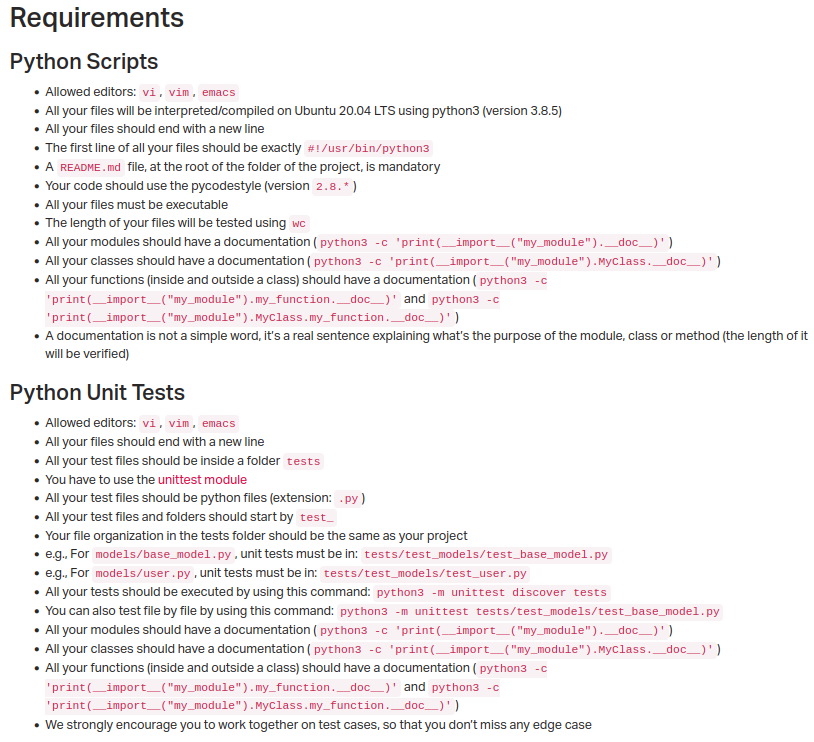 Requirements
Python Scripts
• Allowed editors: vi, vim, emacs
• All your files will be interpreted/compiled on Ubuntu 20.04 LTS using python3 (version 3.8.5)
• All your files should end with a new line
• The first line of all your files should be exactly #!/usr/bin/python3
• A README.md file, at the root of the folder of the project, is mandatory
• Your code should use the pycodestyle (version 2.8.*)
• All your files must be executable
• The length of your files will be tested using wc
• All your modules should have a documentation (python3 -c 'print(__import__("my_module").__doc__)')
• All your classes should have a documentation (python3 -c 'print(__import__("my_module").MyClass.__doc__)')
• All your functions (inside and outside a class) should have a documentation (python3 -c
'print(__import__("my_module").my_function.__doc__)' and python3 -c
'print(__import__("my_module").MyClass.my_function.__doc__)')
• A documentation is not a simple word, it's a real sentence explaining what's the purpose of the module, class or method (the length of it
will be verified)
Python Unit Tests
• Allowed editors: vi, vim, emacs
• All your files should end with a new line
• All your test files should be inside a folder tests
• You have to use the unittest module
• All your test files should be python files (extension: .py)
• All your test files and folders should start by test_
• Your file organization in the tests folder should be the same as your project
• e.g., For models/base_model.py, unit tests must be in: tests/test_models/test_base_model.py
• e.g., For models/user.py, unit tests must be in: tests/test_models/test_user.py
• All your tests should be executed by using this command: python3 -m unittest discover tests
• You can also test file by file by using this command: python3 -m unittest tests/test_models/test_base_model.py
• All your modules should have a documentation (python3 -c 'print(__import__("my_module").__doc__)')
• All your classes should have a documentation (python3 -c 'print(__import__("my_module").MyClass.__doc__)')
• All your functions (inside and outside a class) should have a documentation (python3 -c
'print(__import__("my_module").my_function.__doc__)' and python3 -c
'print(__import__("my_module").MyClass.my_function.__doc__)')
• We strongly encourage you to work together on test cases, so that you don't miss any edge case